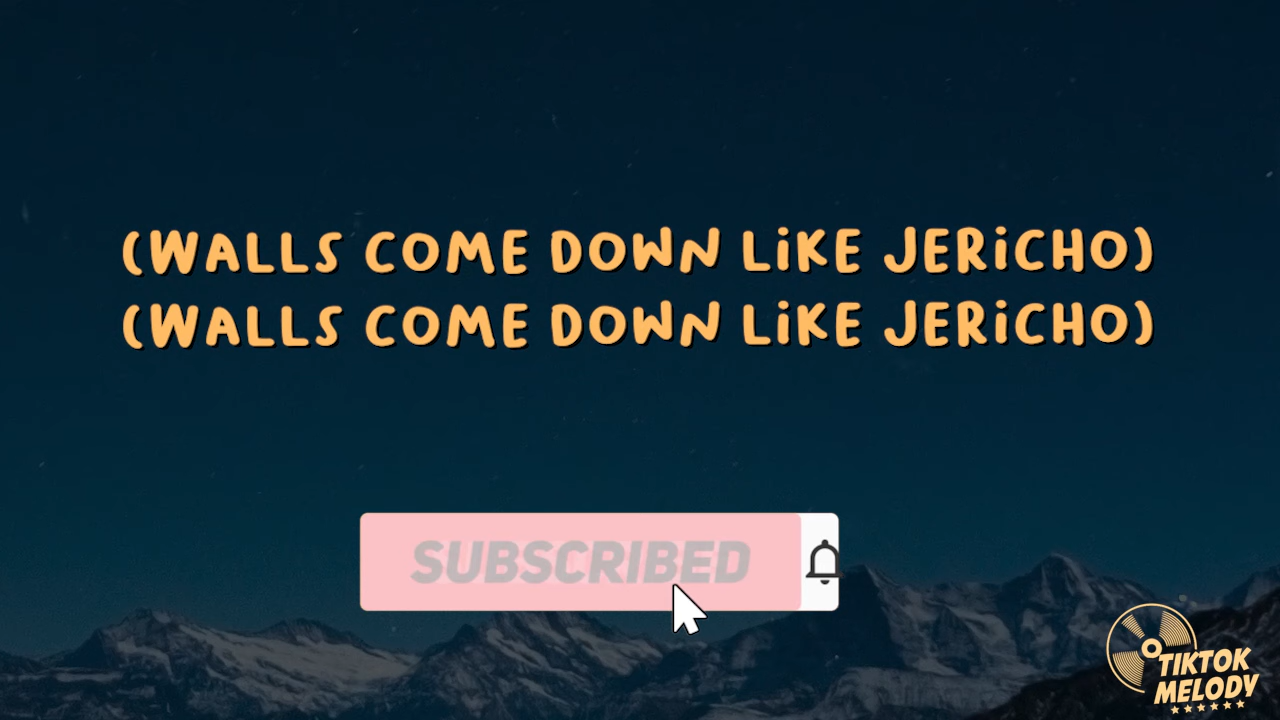 (WALLS COME DOWN LiKE JERiCHO)
(WALLS COME DOWN LiKE JERiCHO)
SUBSCRIBED
TIKTOK
MELODY